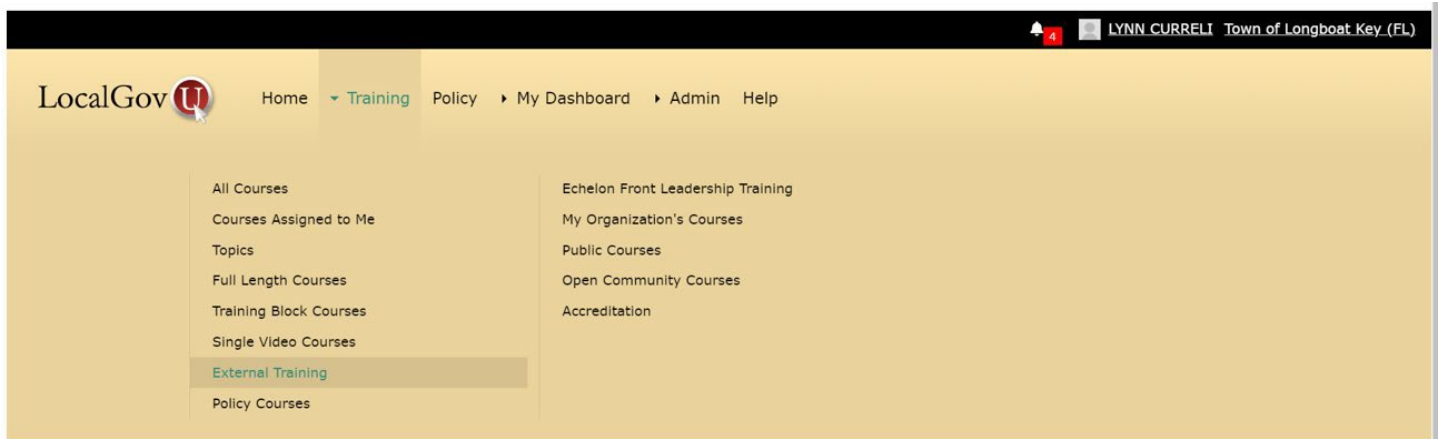 4 LYNN CURRELI Town of Longboat Key (FL)
LocalGov U Home Training Policy My Dashboard Admin Help
All Courses
Courses Assigned to Me
Topics
Full Length Courses
Training Block Courses
Single Video Courses
External Training
Policy Courses
Echelon Front Leadership Training
My Organization's Courses
Public Courses
Open Community Courses
Accreditation